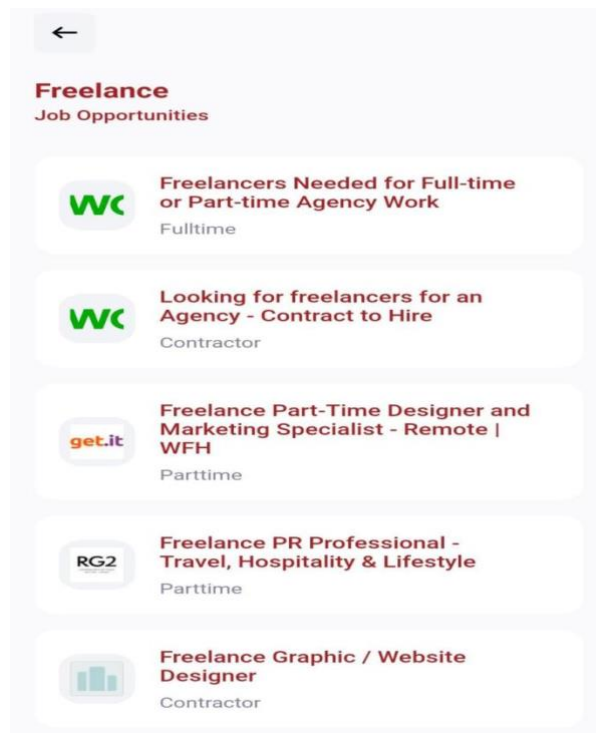 Freelance
Job Opportunities
Freelancers Needed for Full-time
or Part-time Agency Work
Fulltime
Looking for freelancers for an
Agency - Contract to Hire
Contractor
get.it
Freelance Part-Time Designer and
Marketing Specialist - Remote |
WFH
Parttime
RG2
Freelance PR Professional -
Travel, Hospitality & Lifestyle
Parttime
Freelance Graphic / Website
Designer
Contractor